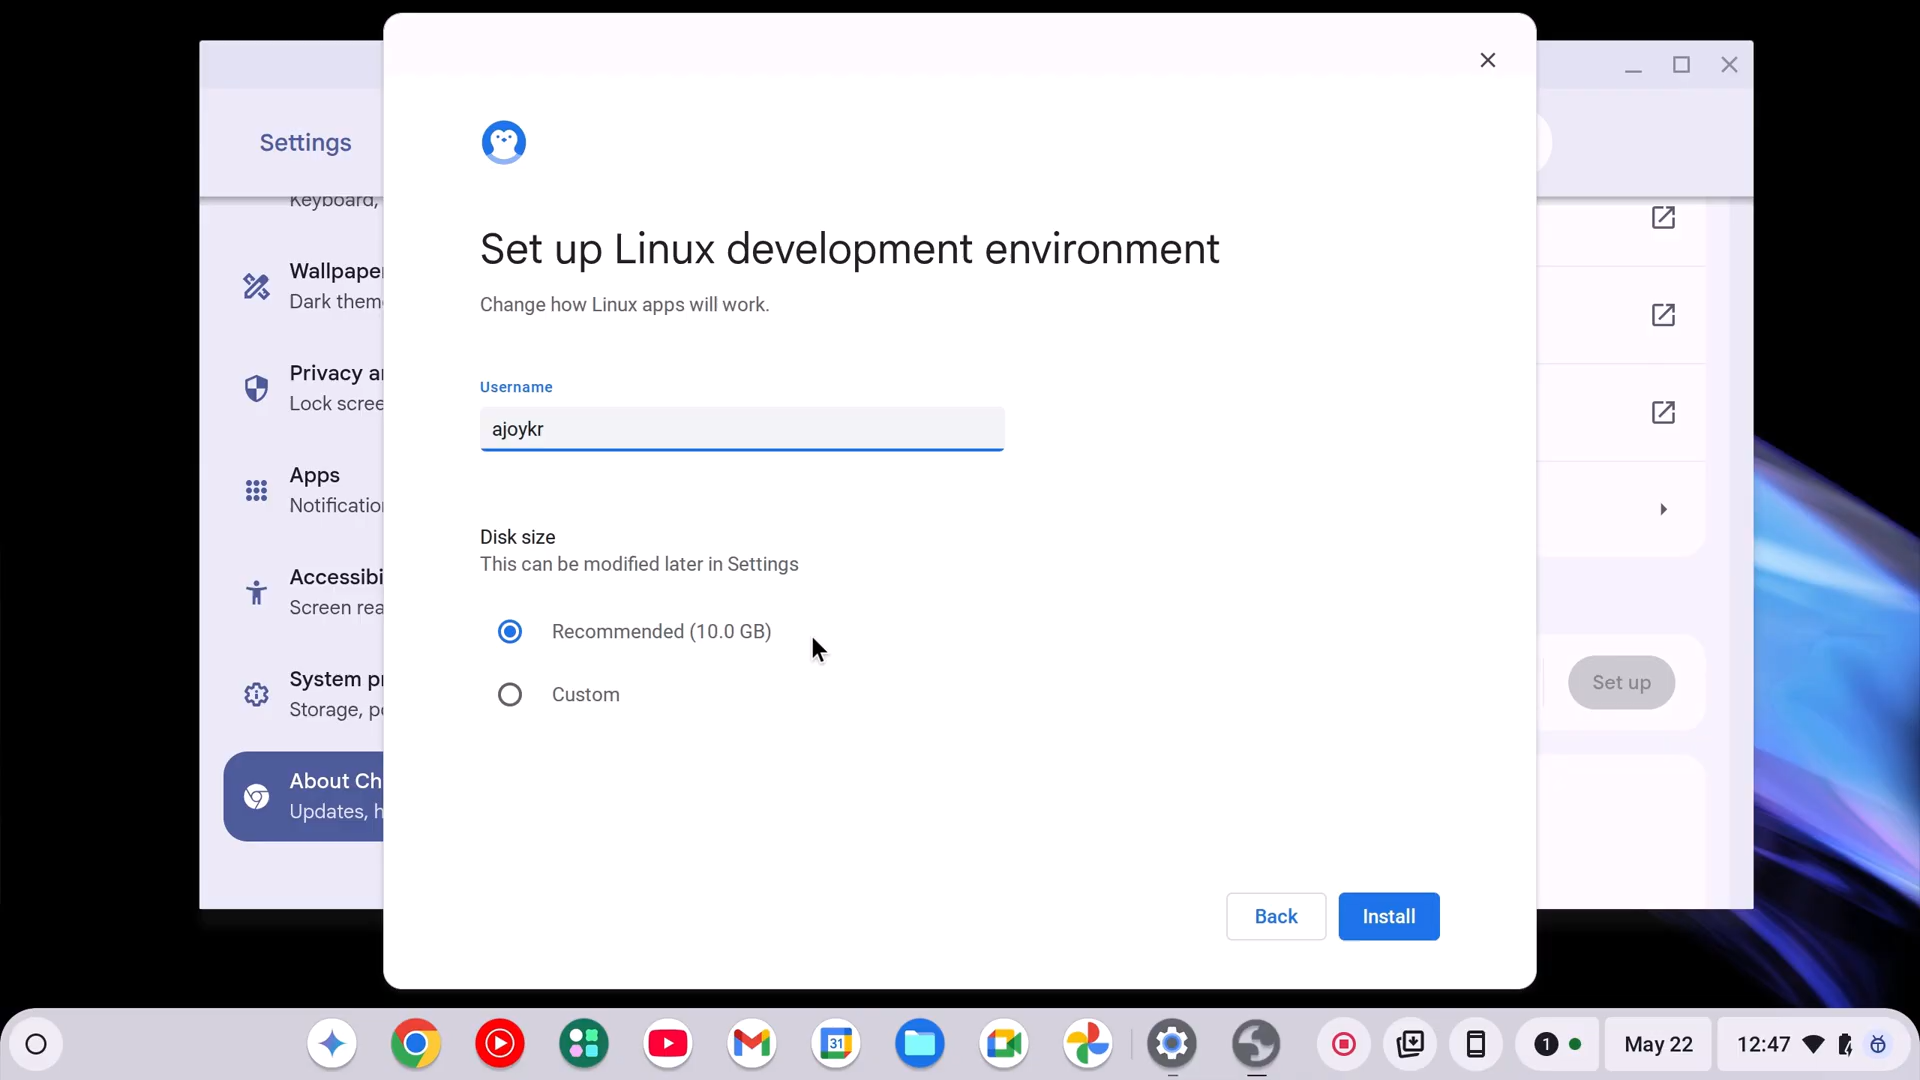 Settings
Keyboard,
Wallpaper
Dark them
Privacy a
Lock scree
Apps
Notificatio
Accessibi
Screen rea
System p
Storage, p
About Ch
Updates, h
Set up Linux development environment
Change how Linux apps will work.
Username
ajoykr
Disk size
This can be modified later in Settings
Recommended (10.0 GB)
Custom
Back
Install
Set up
31
1
May 22
12:47